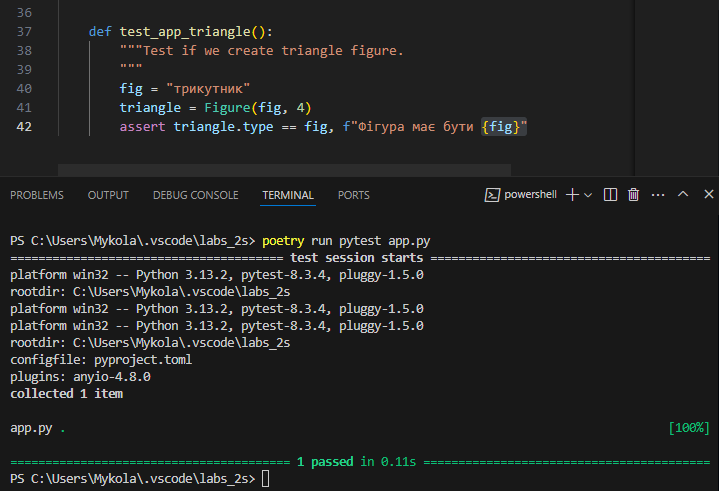 36
37 def test_app_triangle():
38 """Test if we create triangle figure.
39 """
40 fig = "трикутник"
41 triangle = Figure(fig, 4)
42 assert triangle.type == fig, f"Фігура має бути {fig}"
PROBLEMS OUTPUT DEBUG CONSOLE TERMINAL PORTS powershell
PS C:\Users\Mykola\.vscode\labs_2s> poetry run pytest app.py
======================================= test session starts ========================================
platform win32 -- Python 3.13.2, pytest-8.3.4, pluggy-1.5.0
rootdir: C:\Users\Mykola\.vscode\labs_2s
platform win32 -- Python 3.13.2, pytest-8.3.4, pluggy-1.5.0
platform win32 -- Python 3.13.2, pytest-8.3.4, pluggy-1.5.0
rootdir: C:\Users\Mykola\.vscode\labs_2s
configfile: pyproject.toml
plugins: anyio-4.8.0
collected 1 item
app.py . [100%]
======================================== 1 passed in 0.11s =========================================
PS C:\Users\Mykola\.vscode\labs_2s>